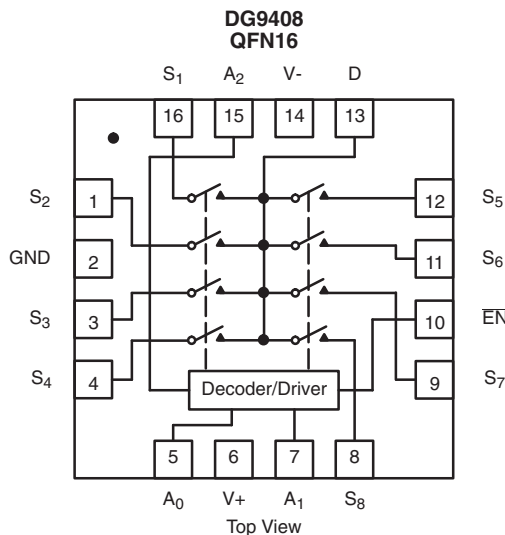 DG9408
QFN16
S1 A2 V- D
16 15 14 13
S2 1 12 S5
GND 2 11 S6
S3 3 10 E̅N̅
S4 4 9 S7
Decoder/Driver
5 6 7 8
A0 V+ A1 S8
Top View